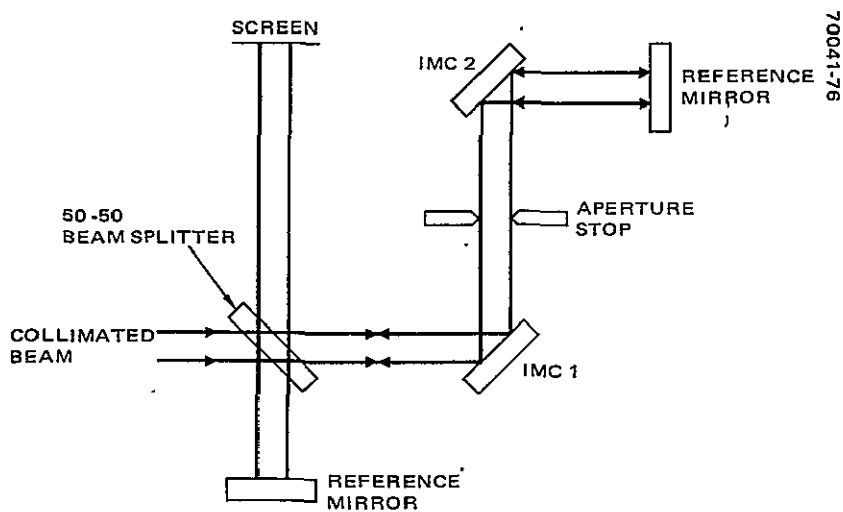 SCREEN
IMC 2
REFERENCE
MIRROR
70041-76
50-50
BEAM SPLITTER
APERTURE
STOP
COLLIMATED
BEAM
IMC 1
REFERENCE
MIRROR